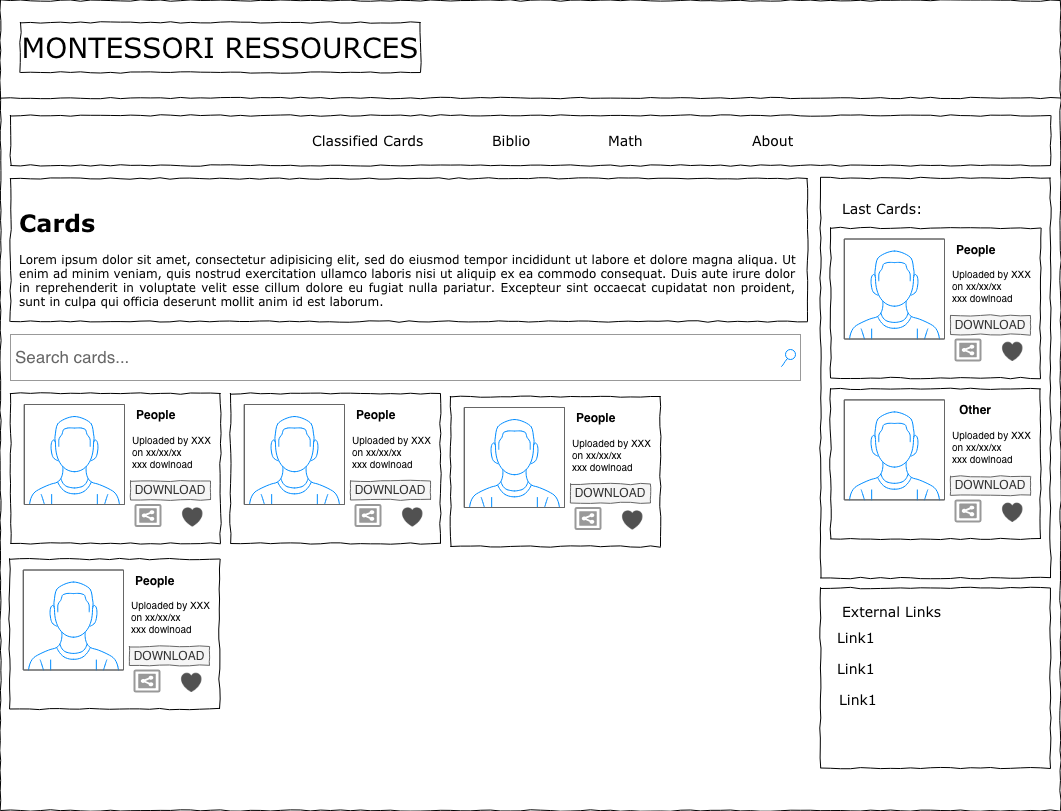 MONTESSORI RESSOURCES
Classified Cards
Biblio
Math
About
Cards
Lorem ipsum dolor sit amet, consectetur adipisicing elit, sed do eiusmod tempor incididunt ut labore et dolore magna aliqua. Ut
enim ad minim veniam, quis nostrud exercitation ullamco laboris nisi ut aliquip ex ea commodo consequat. Duis aute irure dolor
in reprehenderit in voluptate velit esse cillum dolore eu fugiat nulla pariatur. Excepteur sint occaecat cupidatat non proident,
sunt in culpa qui officia deserunt mollit anim id est laborum.
Search cards...
People
Uploaded by XXX
on xx/xx/xx
xxx dowlnoad
DOWNLOAD
People
Uploaded by XXX
on xx/xx/xx
xxx dowlnoad
DOWNLOAD
People
Uploaded by XXX
on xx/xx/xx
xxx dowlnoad
DOWNLOAD
People
Uploaded by XXX
on xx/xx/xx
xxx dowlnoad
DOWNLOAD
Last Cards:
People
Uploaded by XXX
on xx/xx/xx
xxx dowlnoad
DOWNLOAD
Other
Uploaded by XXX
on xx/xx/xx
xxx dowlnoad
DOWNLOAD
External Links
Link1
Link1
Link1